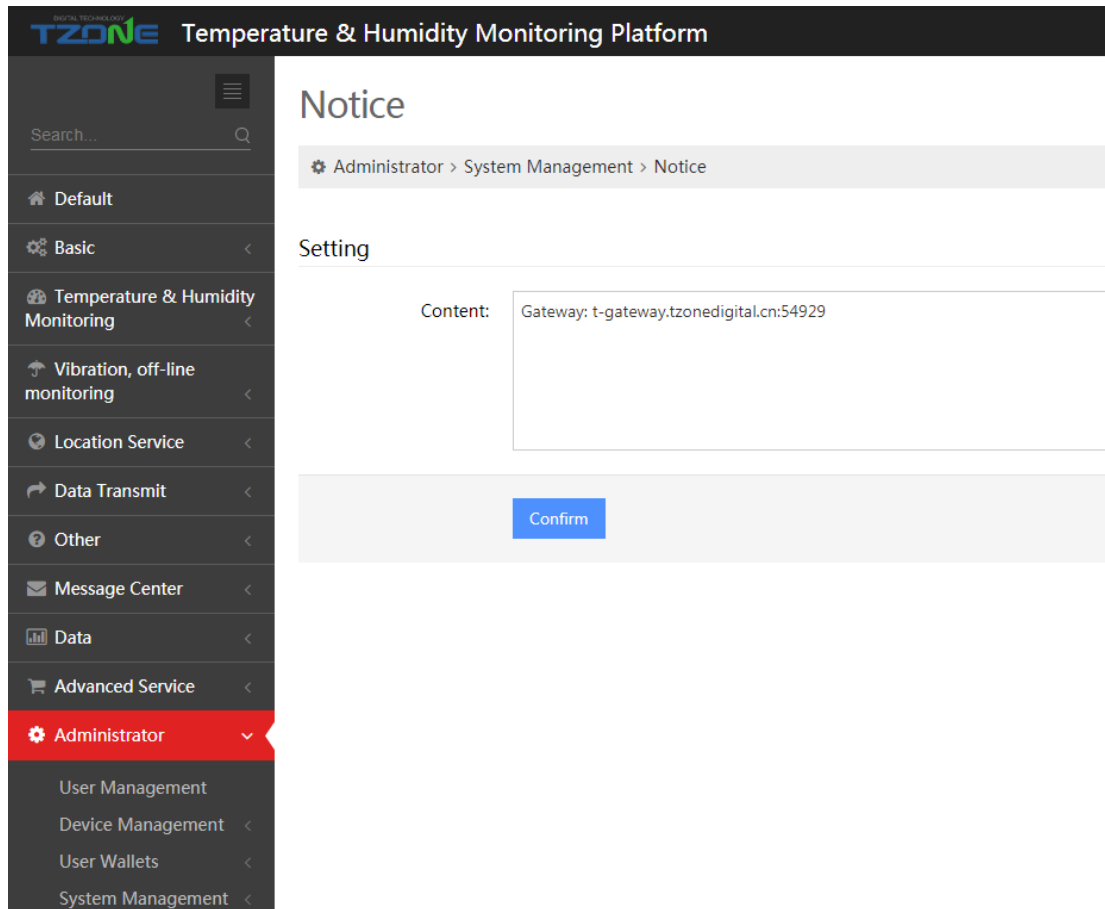 DIGITAL TECHNOLOGY
TZONE Temperature & Humidity Monitoring Platform
Search...
Default
Basic
Temperature & Humidity
Monitoring
Vibration, off-line
monitoring
Location Service
Data Transmit
Other
Message Center
Data
Advanced Service
Administrator
User Management
Device Management
User Wallets
System Management
Notice
Administrator > System Management > Notice
Setting
Content:
Gateway: t-gateway.tzonedigital.cn:54929
Confirm